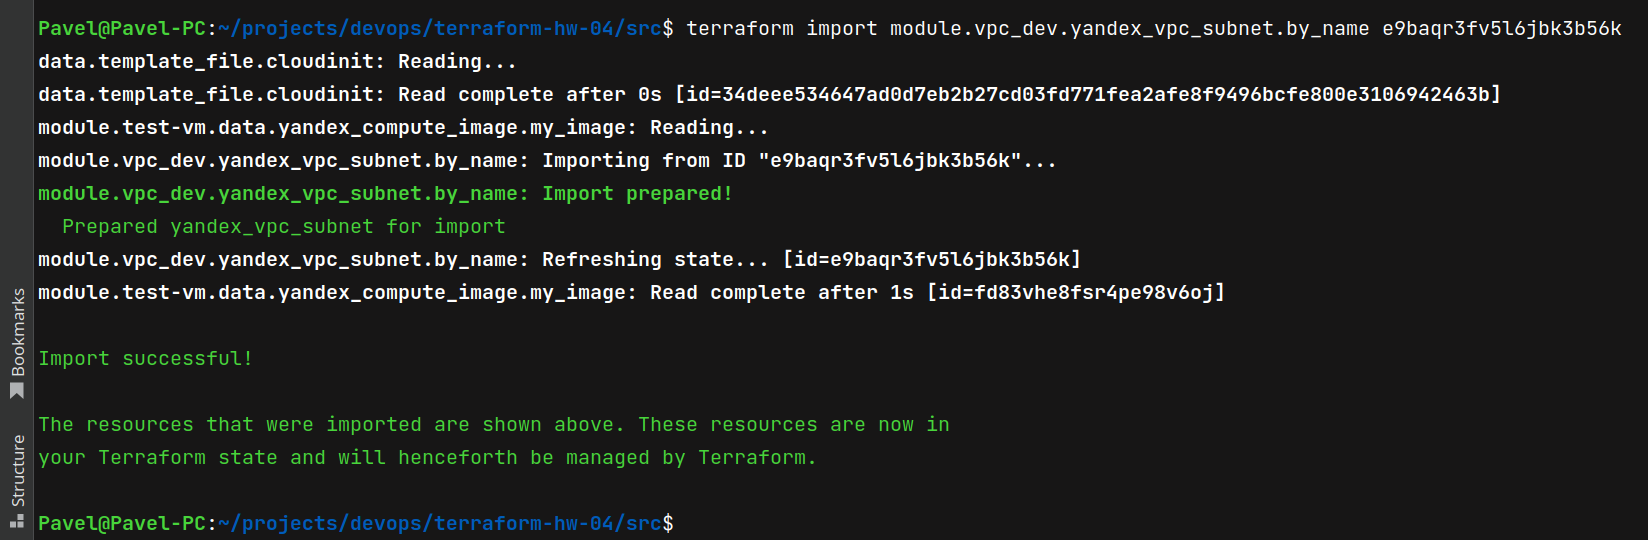 Pavel@Pavel-PC:~/projects/devops/terraform-hw-04/src$ terraform import module.vpc_dev.yandex_vpc_subnet.by_name e9baqr3fv5l6jbk3b56k
data.template_file.cloudinit: Reading...
data.template_file.cloudinit: Read complete after 0s [id=34deee534647ad0d7eb2b27cd03fd771fea2afe8f9496bcfe800e3106942463b]
module.test-vm.data.yandex_compute_image.my_image: Reading...
module.vpc_dev.yandex_vpc_subnet.by_name: Importing from ID "e9baqr3fv5l6jbk3b56k"...
module.vpc_dev.yandex_vpc_subnet.by_name: Import prepared!
  Prepared yandex_vpc_subnet for import
module.vpc_dev.yandex_vpc_subnet.by_name: Refreshing state... [id=e9baqr3fv5l6jbk3b56k]
module.test-vm.data.yandex_compute_image.my_image: Read complete after 1s [id=fd83vhe8fsr4pe98v6oj]
Import successful!
The resources that were imported are shown above. These resources are now in
your Terraform state and will henceforth be managed by Terraform.
Pavel@Pavel-PC:~/projects/devops/terraform-hw-04/src$
Bookmarks
Structure